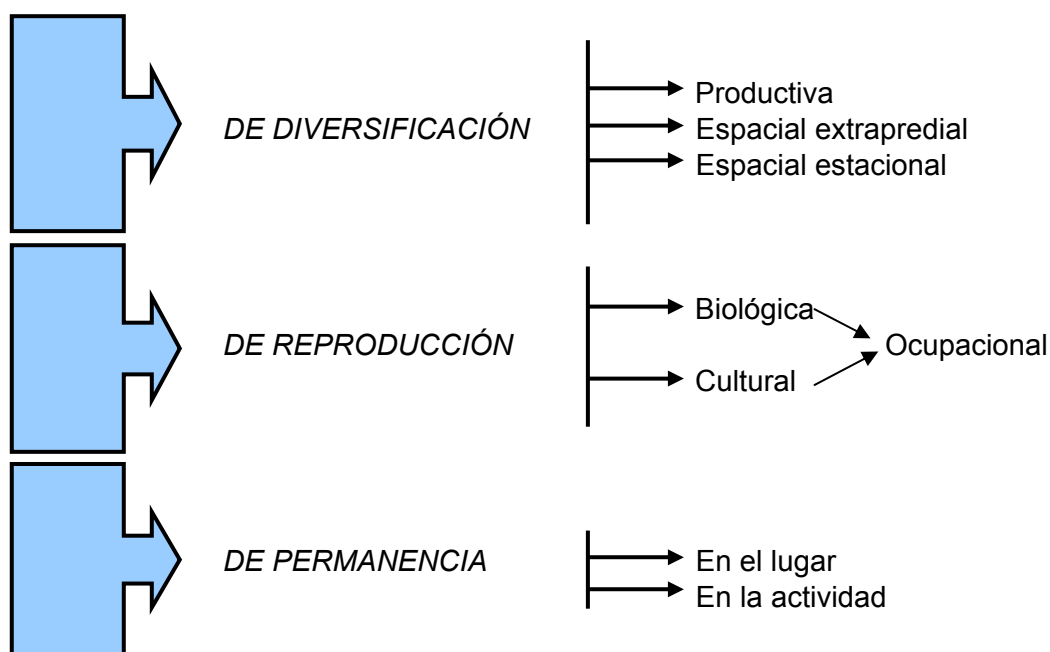 DE DIVERSIFICACIÓN
Productiva
Espacial extrapredial
Espacial estacional
DE REPRODUCCIÓN
Biológica
Cultural
Ocupacional
DE PERMANENCIA
En el lugar
En la actividad